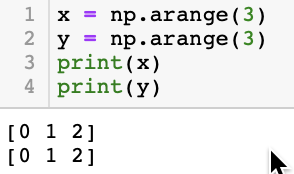 1 x = np.arange(3)
2 y = np.arange(3)
3 print(x)
4 print(y)
[0 1 2]
[0 1 2]